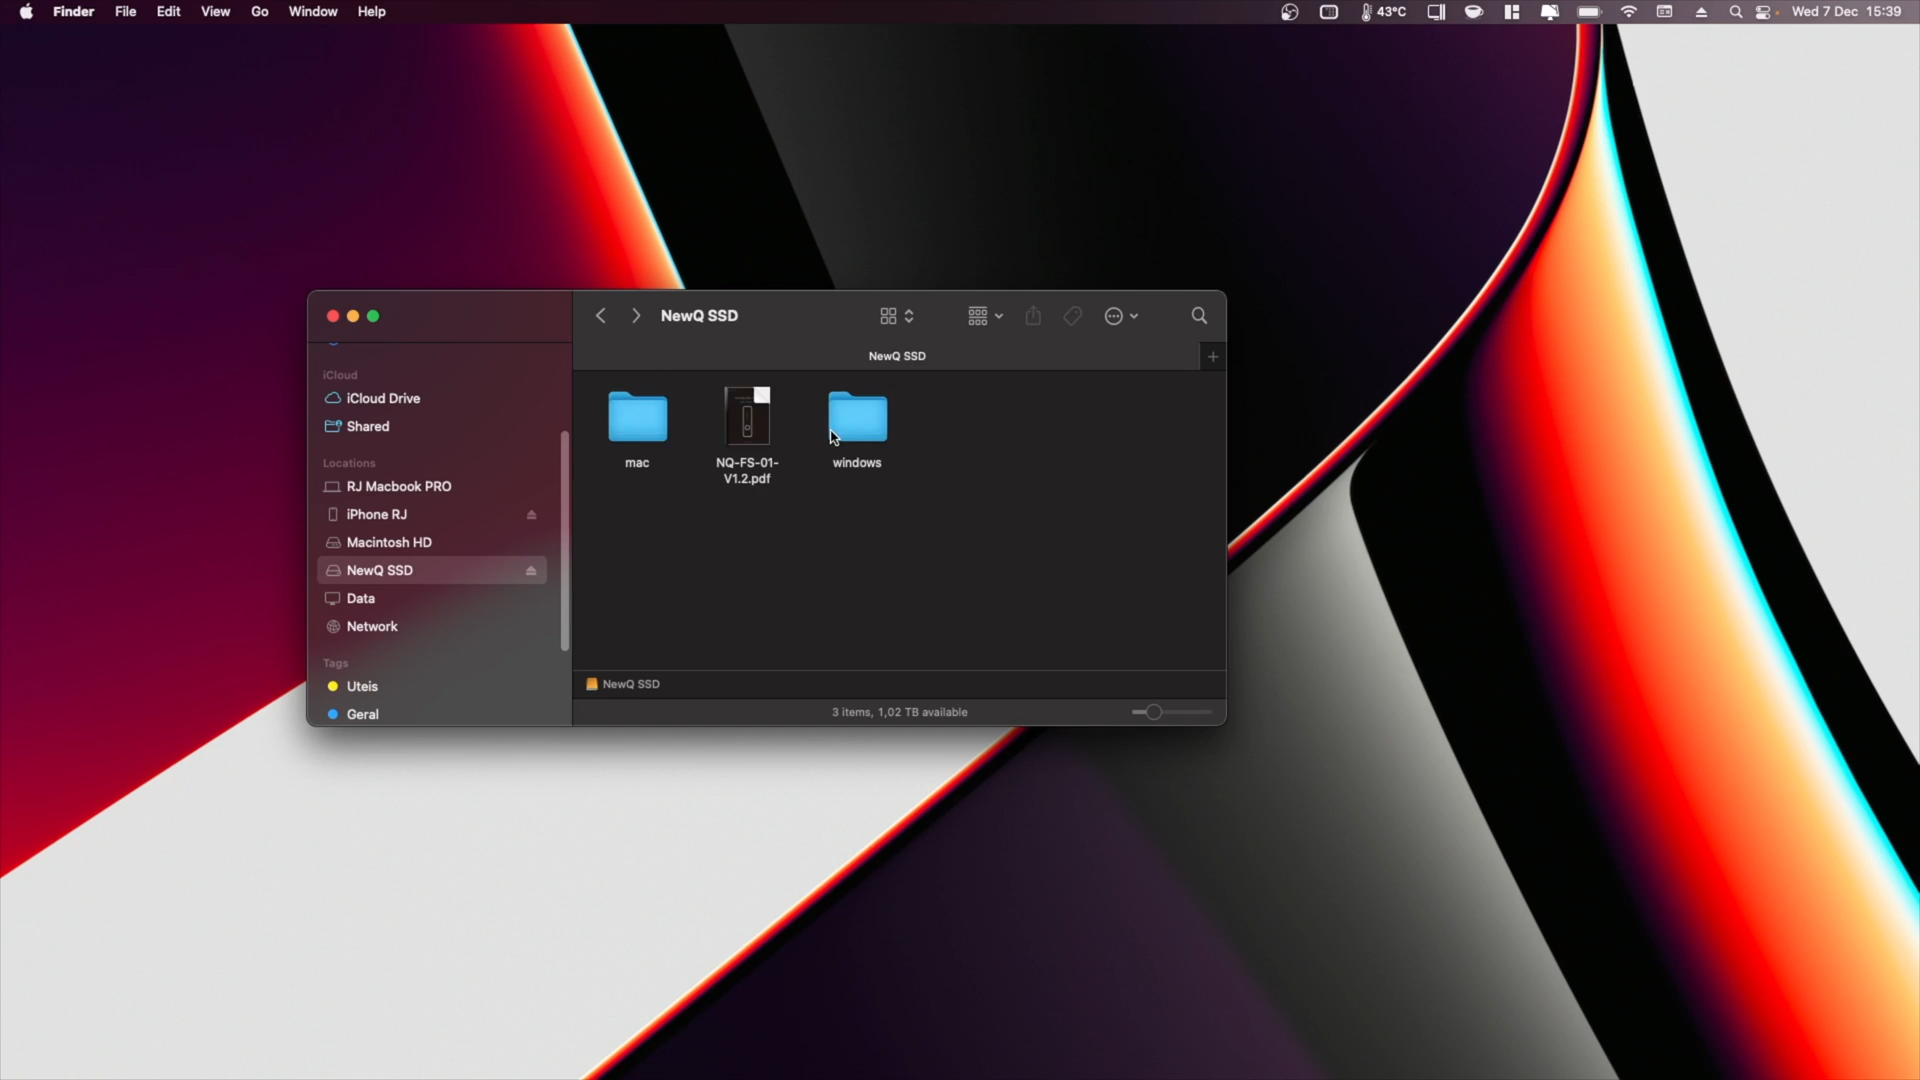 Finder File Edit View Go Window Help
43°C
Wed 7 Dec 15:39
NewQ SSD
NewQ SSD
iCloud
iCloud Drive
Shared
Locations
RJ Macbook PRO
iPhone RJ
Macintosh HD
NewQ SSD
Data
Network
Tags
Uteis
Geral
mac
NQ-FS-01-
V1.2.pdf
windows
NewQ SSD
3 items, 1,02 TB available